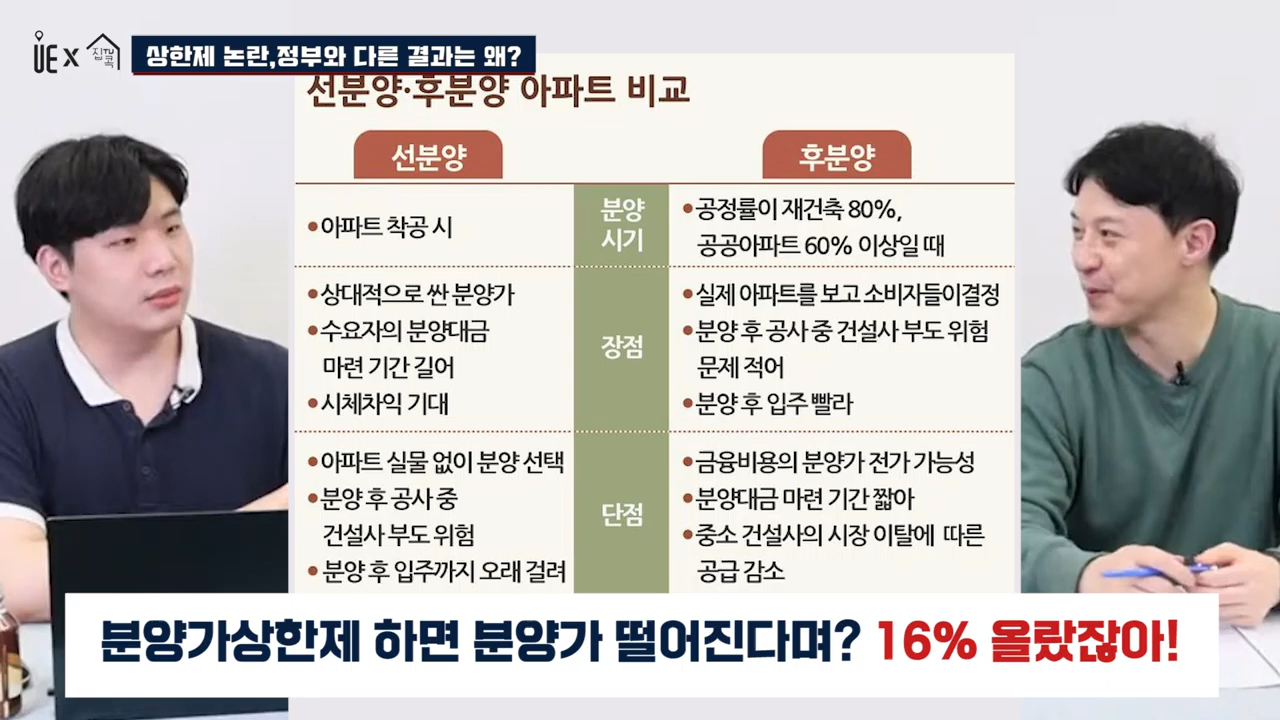 UE X 집콕TV
상한제 논란,정부와 다른 결과는 왜?
선분양·후분양 아파트 비교
선분양
후분양
•아파트 착공 시
분양
시기
•공정률이 재건축 80%,
공공아파트 60% 이상일 때
•상대적으로 싼 분양가
•수요자의 분양대금
마련 기간 길어
•시체차익 기대
장점
•실제 아파트를 보고 소비자들이결정
•분양 후 공사 중 건설사 부도 위험
문제 적어
•분양 후 입주 빨라
•아파트 실물 없이 분양 선택
•분양 후 공사 중
건설사 부도 위험
•분양 후 입주까지 오래 걸려
단점
•금융비용의 분양가 전가 가능성
•분양대금 마련 기간 짧아
•중소 건설사의 시장 이탈에 따른
공급 감소
분양가상한제 하면 분양가 떨어진다며? 16% 올랐잖아!